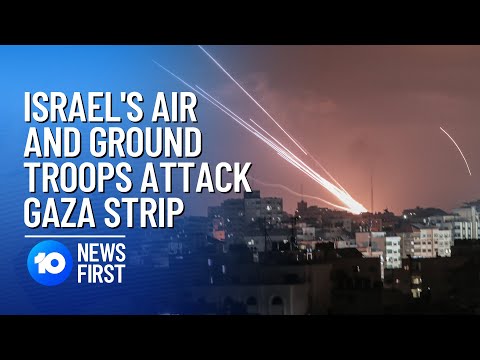 ISRAEL'S AIR
AND GROUND
TROOPS ATTACK
GAZA STRIP
10 NEWS
FIRST